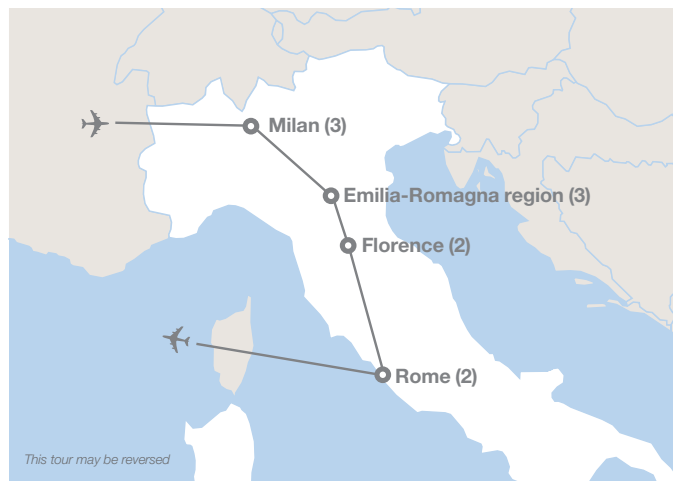 Milan (3)
Emilia-Romagna region (3)
Florence (2)
Rome (2)
This tour may be reversed